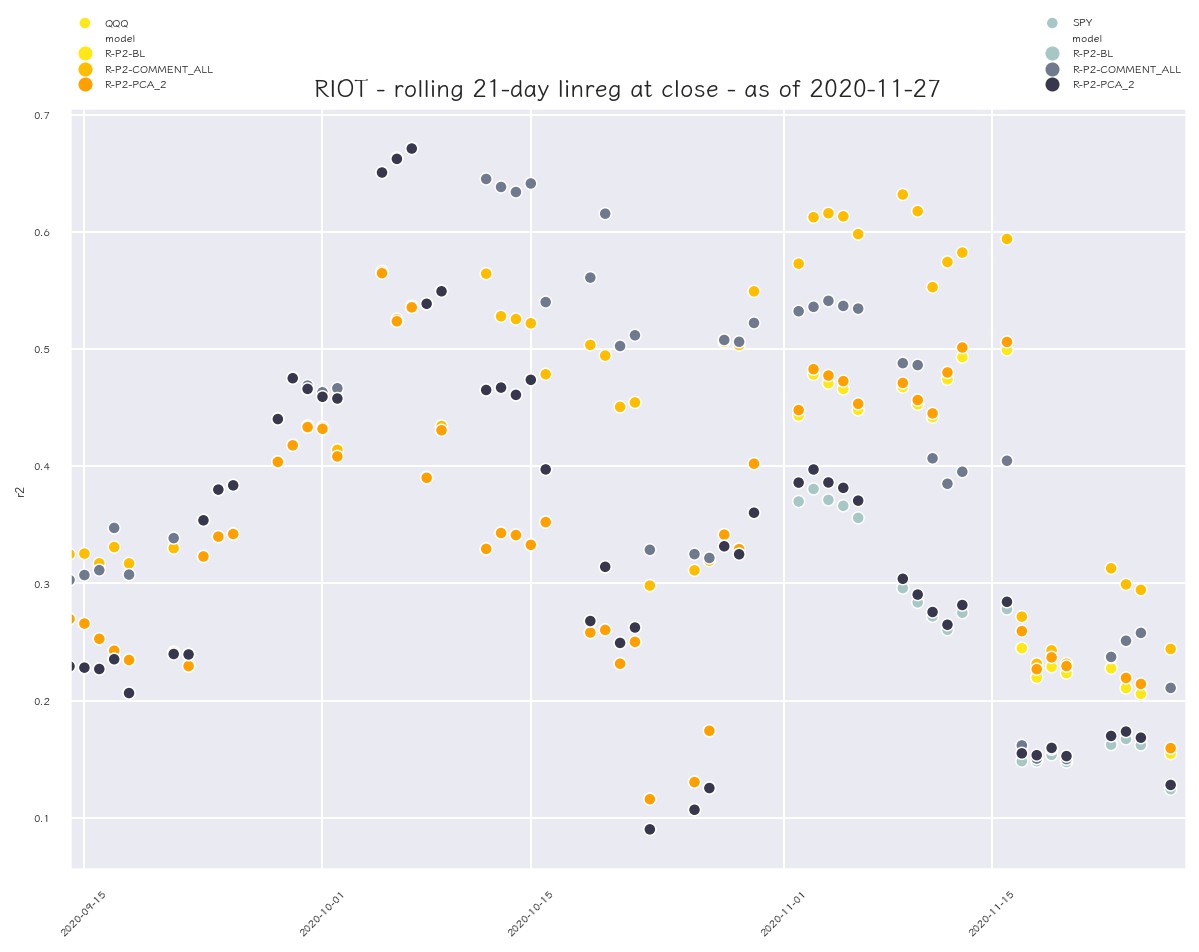 QQQ
model
R-P2-BL
R-P2-COMMENT_ALL
R-P2-PCA_2
SPY
model
R-P2-BL
R-P2-COMMENT_ALL
R-P2-PCA_2
RIOT - rolling 21-day linreg at close - as of 2020-11-27
r2
0.7
0.6
0.5
0.4
0.3
0.2
0.1
2020-09-15
2020-10-01
2020-10-15
2020-11-01
2020-11-15